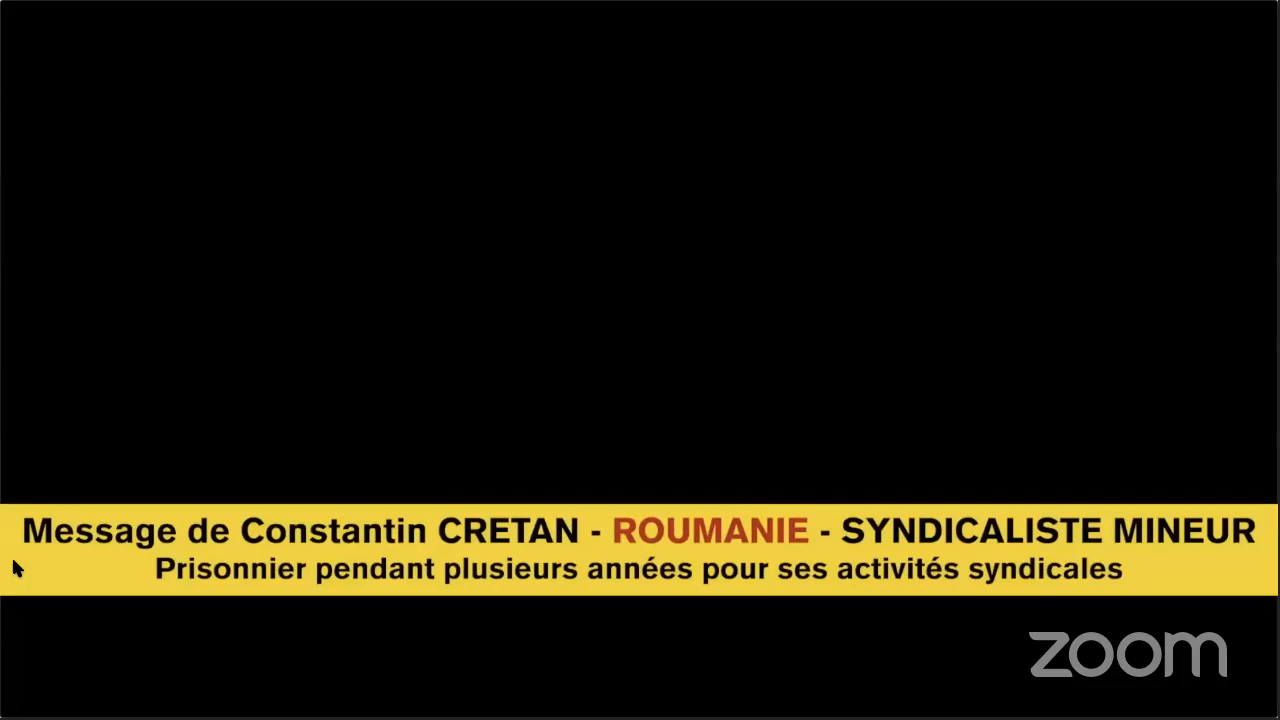 Message de Constantin CRETAN - ROUMANIE - SYNDICALISTE MINEUR
Prisonnier pendant plusieurs années pour ses activités syndicales
zoom